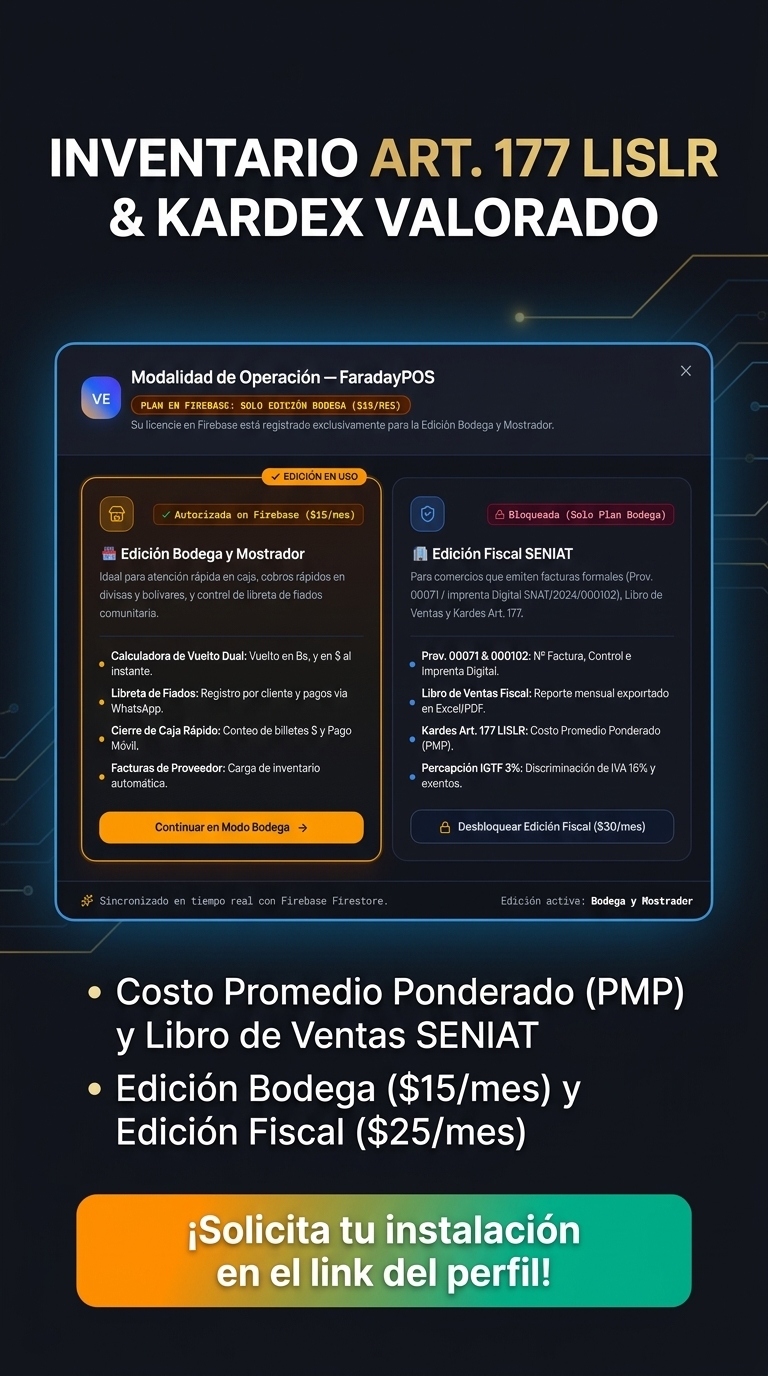 INVENTARIO ART. 177 LISLR
& KARDEX VALORADO
VE
Modalidad de Operación — FaradayPOS
PLAN EN FIREBASE: SOLO EDICIÓN BODEGA ($15/RES)
Su licencie en Firebase está registrado exclusivamente para la Edición Bodega y Mostrador.
✓ EDICIÓN EN USO
✓ Autorizada on Firebase ($15/nes)
Edición Bodega y Mostrador
Ideal para atención rápida en caja, cobros rápidos en
divisas y bolivares, y control de libreta de fiados
comunitaria.
• Calculadora de Vuelto Dual: Vuelto en Bs, y en $ al
instante.
• Libreta de Fiados: Registro por cliente y pagos via
WhatsApp.
• Cierre de Caja Rápido: Conteo de billetes $ y Pago
Móvil.
• Facturas de Proveedor: Carga de inventario
automática.
Continuar en Modo Bodega →
Bloqueada (Solo Plan Bodega)
Edición Fiscal SENIAT
Para comercios que emiten facturas formales (Prov.
00071 / imprenta Digital SNAT/2024/000102), Libro de
Ventas y Kardes Art. 177.
• Prav. 00071 & 000102: Nº Factura, Control e
Imprenta Digital.
• Libro de Ventas Fiscal: Reporte mensual exportado
en Excel/PDF.
• Kardes Art. 177 LISLR: Costo Promedio Ponderado
(PMP).
• Percapción IGTF 3%: Discriminación de IVA 16% y
exentos.
Desbloquear Edición Fiscal ($30/mes)
Sincronizado en tiempo real con Firebase Firestore.
Edición activa: Bodega y Mostrader
• Costo Promedio Ponderado (PMP)
y Libro de Ventas SENIAT
• Edición Bodega ($15/mes) y
Edición Fiscal ($25/mes)
¡Solicita tu instalación
en el link del perfil!